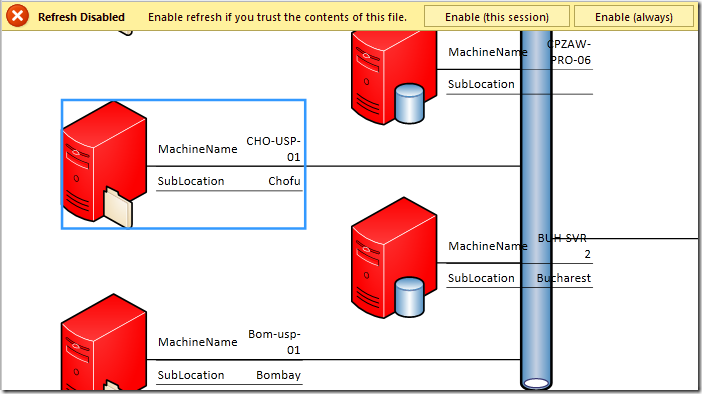 Refresh Disabled Enable refresh if you trust the contents of this file. Enable (this session) Enable (always)
MachineName CPZAW-
PRO-06
SubLocation
MachineName CHO-USP-
01
SubLocation Chofu
MachineName BUH-SVR-
2
SubLocation Bucharest
MachineName Bom-usp-
01
SubLocation Bombay